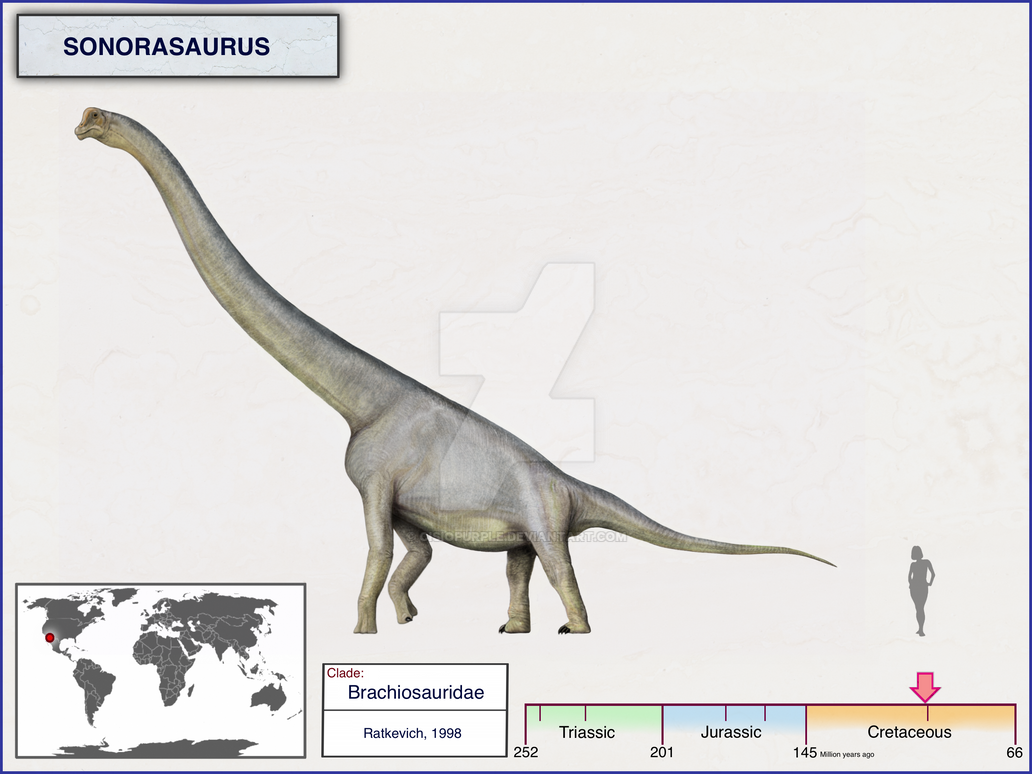 SONORASAURUS
Clade:
Brachiosauridae
Ratkevich, 1998
Triassic
Jurassic
Cretaceous
252
201
145 Million years ago
66